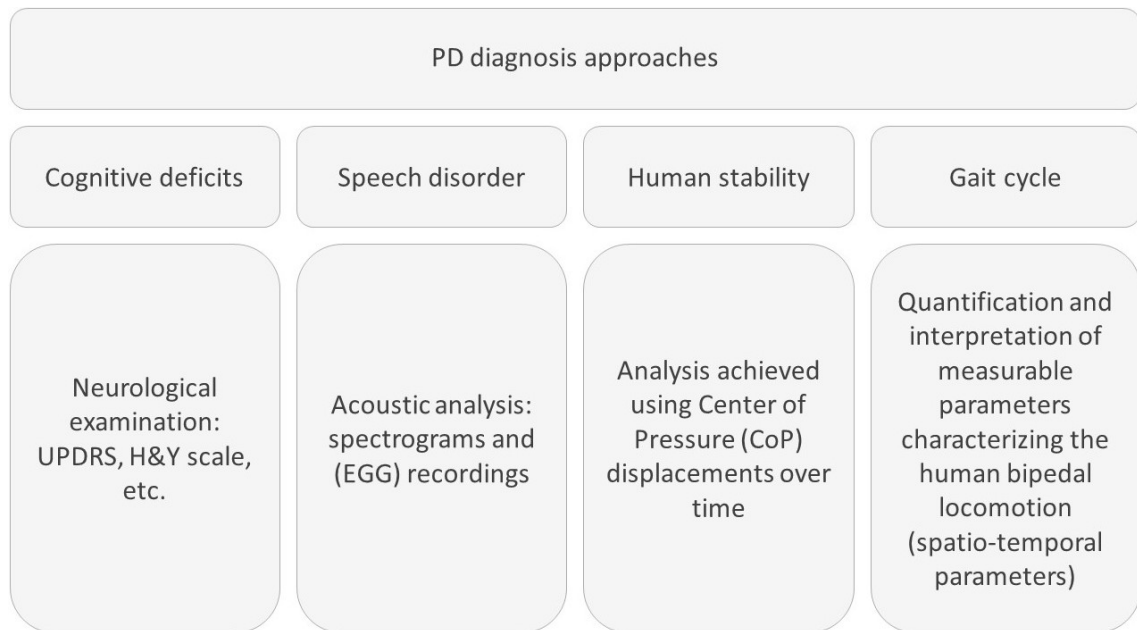 PD diagnosis approaches
Cognitive deficits
Speech disorder
Human stability
Gait cycle
Neurological
examination:
UPDRS, H&Y scale,
etc.
Acoustic analysis:
spectrograms and
(EGG) recordings
Analysis achieved
using Center of
Pressure (CoP)
displacements over
time
Quantification and
interpretation of
measurable
parameters
characterizing the
human bipedal
locomotion
(spatio-temporal
parameters)